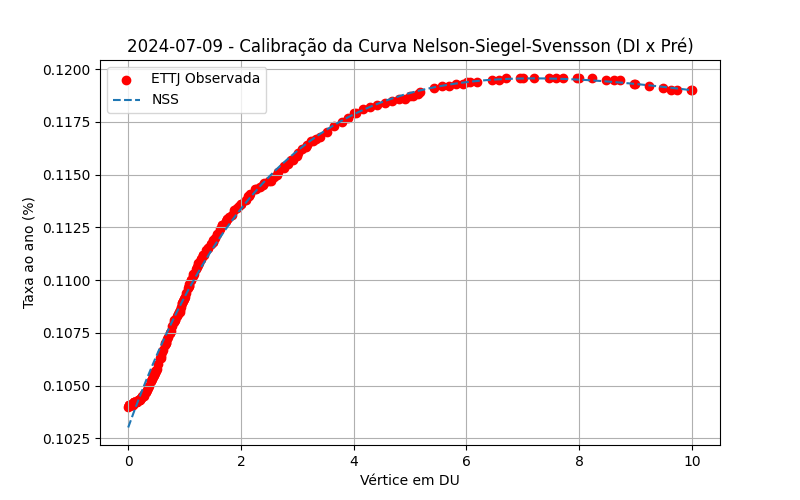 2024-07-09 - Calibração da Curva Nelson-Siegel-Svensson (DI x Pré)
ETTJ Observada
NSS
Taxa ao ano (%)
0.1200
0.1175
0.1150
0.1125
0.1100
0.1075
0.1050
0.1025
0 2 4 6 8 10
Vértice em DU